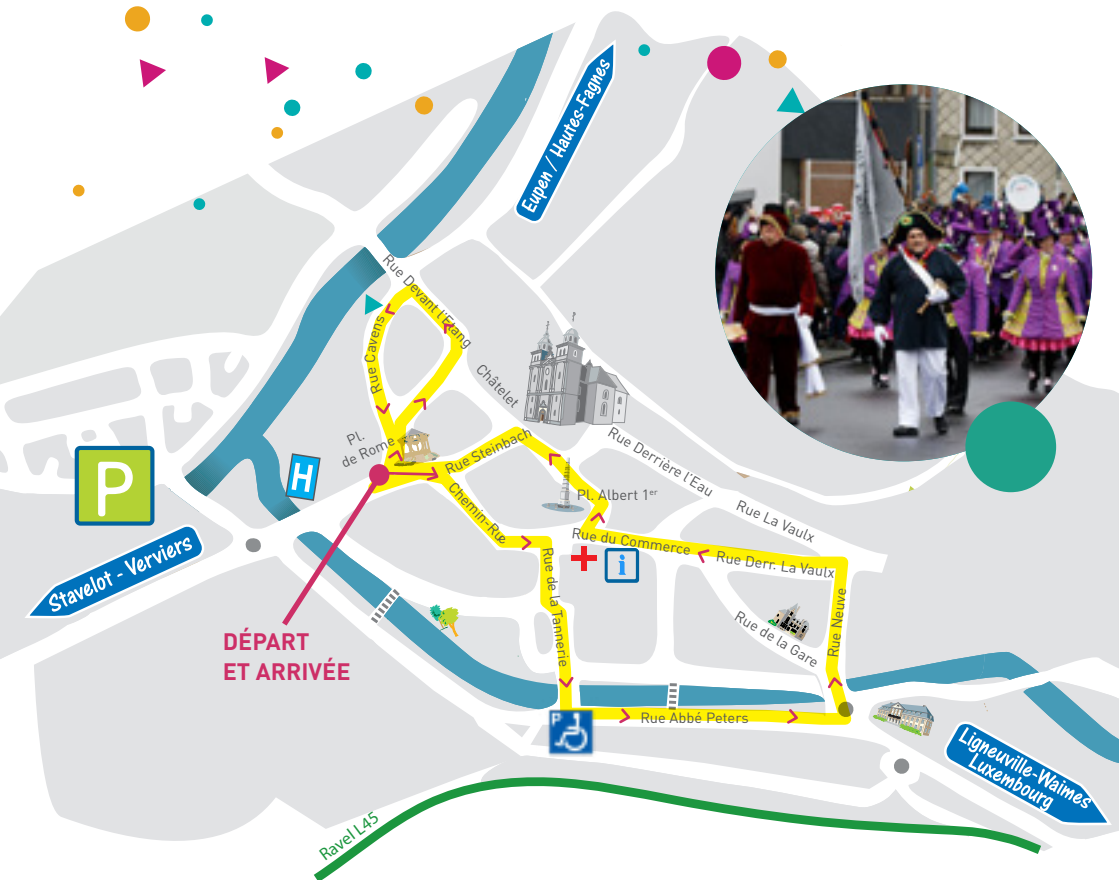 Eupen / Hautes-Fagnes
Rue Devant l'Etang
Rue Cavens
Châtelet
Pl.
de Rome
Rue Steinbach
Rue Derrière l'Eau
P
H
Chemin-Rue
Pl. Albert 1er
Rue La Vaulx
Stavelot - Verviers
Rue du Commerce
Rue Derr. La Vaulx
i
Rue de la Tannerie
Rue Neuve
Rue de la Gare
DÉPART
ET ARRIVÉE
P
Rue Abbé Peters
Ligneuville-Waimes
Luxembourg
Ravel L45